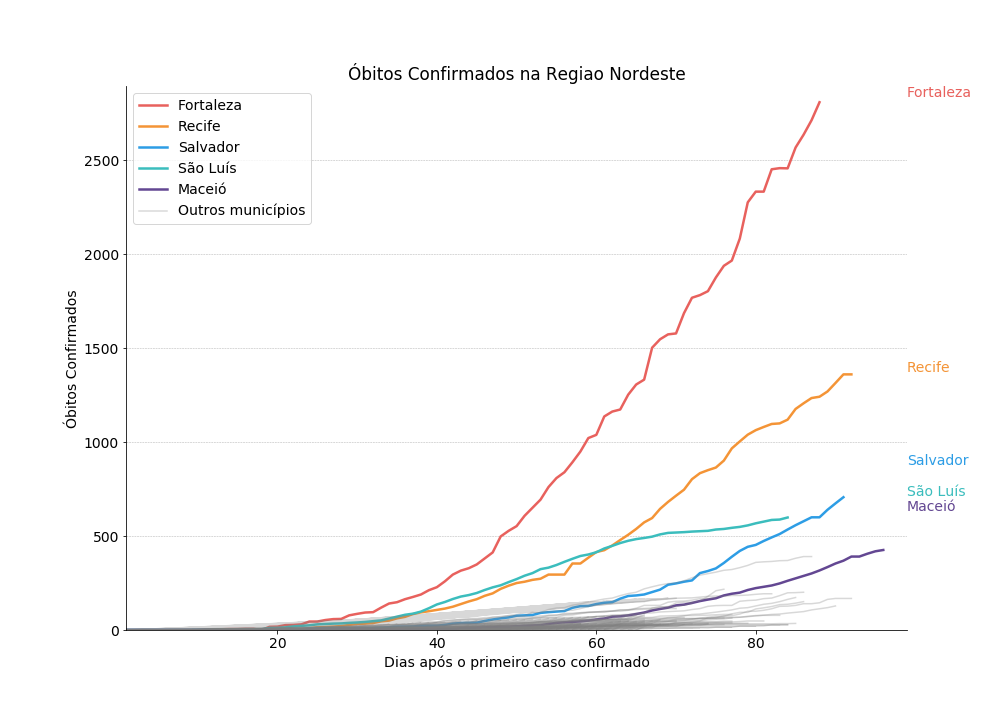 Óbitos Confirmados na Regiao Nordeste
Fortaleza
Recife
Salvador
São Luís
Maceió
Outros municípios
Fortaleza
Recife
Salvador
São Luís
Maceió
Óbitos Confirmados
2500
2000
1500
1000
500
0
20 40 60 80
Dias após o primeiro caso confirmado